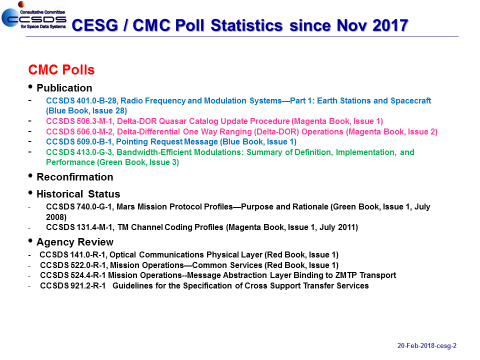 Consultative Committee
CCSDS
for Space Data Systems
CESG / CMC Poll Statistics since Nov 2017
CMC Polls
• Publication
- CCSDS 401.0-B-28, Radio Frequency and Modulation Systems—Part 1: Earth Stations and Spacecraft
(Blue Book, Issue 28)
- CCSDS 506.3-M-1, Delta-DOR Quasar Catalog Update Procedure (Magenta Book, Issue 1)
- CCSDS 506.0-M-2, Delta-Differential One Way Ranging (Delta-DOR) Operations (Magenta Book, Issue 2)
- CCSDS 509.0-B-1, Pointing Request Message (Blue Book, Issue 1)
- CCSDS 413.0-G-3, Bandwidth-Efficient Modulations: Summary of Definition, Implementation, and
Performance (Green Book, Issue 3)
• Reconfirmation
• Historical Status
- CCSDS 740.0-G-1, Mars Mission Protocol Profiles—Purpose and Rationale (Green Book, Issue 1, July
2008)
- CCSDS 131.4-M-1, TM Channel Coding Profiles (Magenta Book, Issue 1, July 2011)
• Agency Review
- CCSDS 141.0-R-1, Optical Communications Physical Layer (Red Book, Issue 1)
- CCSDS 522.0-R-1, Mission Operations—Common Services (Red Book, Issue 1)
- CCSDS 524.4-R-1 Mission Operations--Message Abstraction Layer Binding to ZMTP Transport
- CCSDS 921.2-R-1 Guidelines for the Specification of Cross Support Transfer Services
20-Feb-2018-cesg-2